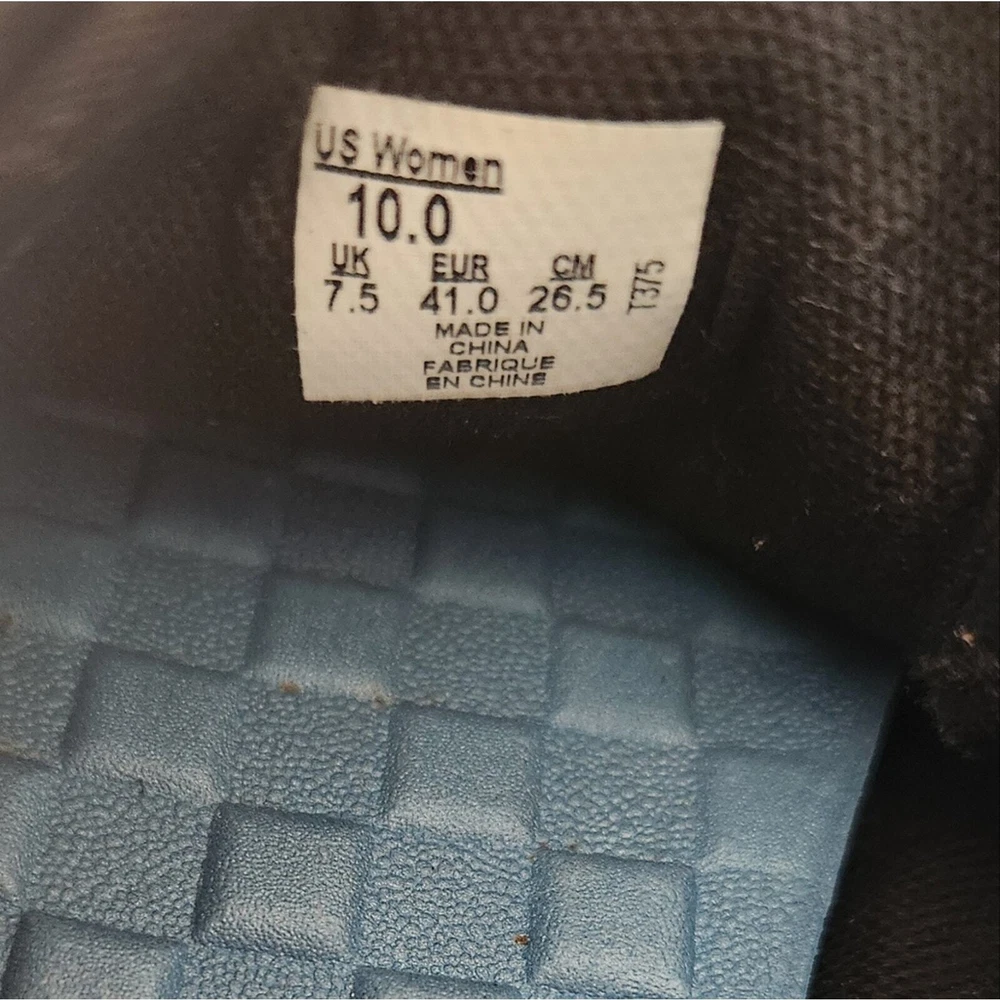 US Women
10.0
UK EUR CM
7.5 41.0 26.5 T375
MADE IN
CHINA
FABRIQUE
EN CHINE